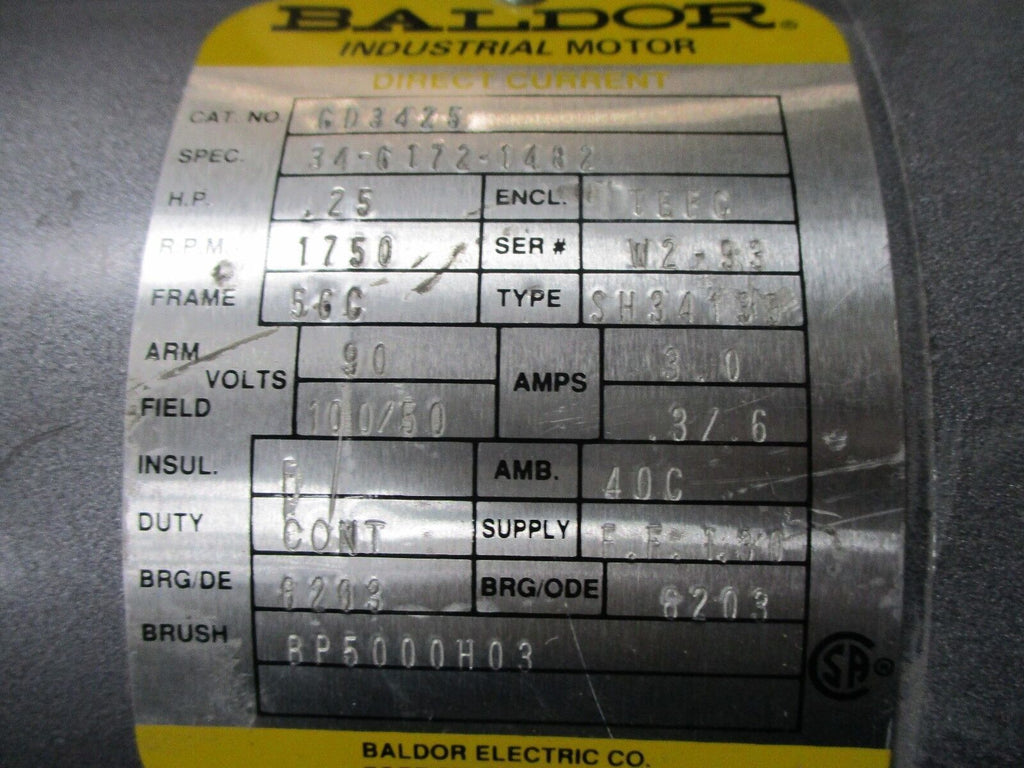 BALDOR®
INDUSTRIAL MOTOR
DIRECT CURRENT
CAT. NO. CD3425
SPEC. 34-6172-1482
H.P. .25 ENCL. TEFC
R.P.M. 1750 SER # W2-93
FRAME 56C TYPE
ARM 90 3.0
VOLTS AMPS
FIELD 100/50 .3/.6
INSUL. AMB. 40C
DUTY CONT SUPPLY
BRG/DE 6203 BRG/ODE 6203
BRUSH BP5000H03
SA®
BALDOR ELECTRIC CO.